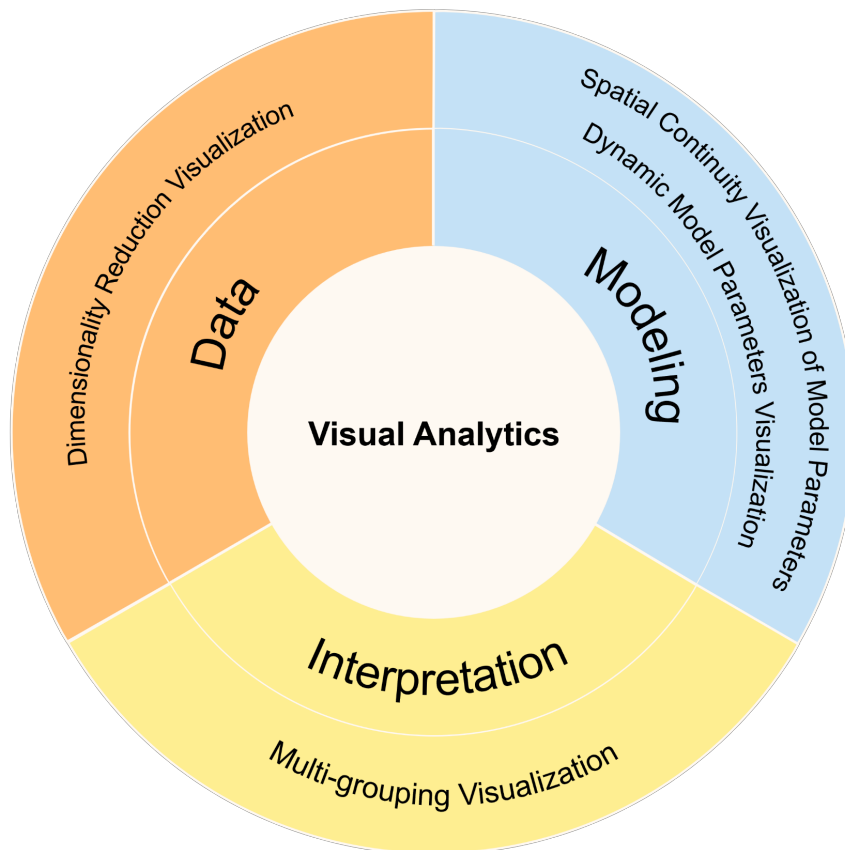 Visual Analytics
Data
Dimensionality Reduction Visualization
Modeling
Spatial Continuity Visualization of Model Parameters
Dynamic Model Parameters Visualization
Interpretation
Multi-grouping Visualization